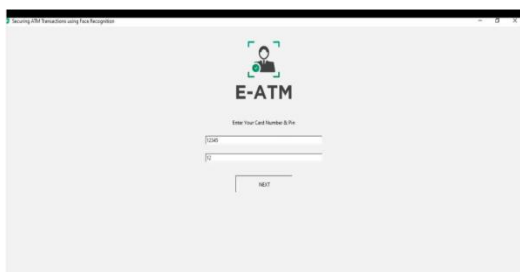 Securing ATM Transactions using Face Recognition
E-ATM
Enter Your Card Number & Pin
12345
12
NEXT